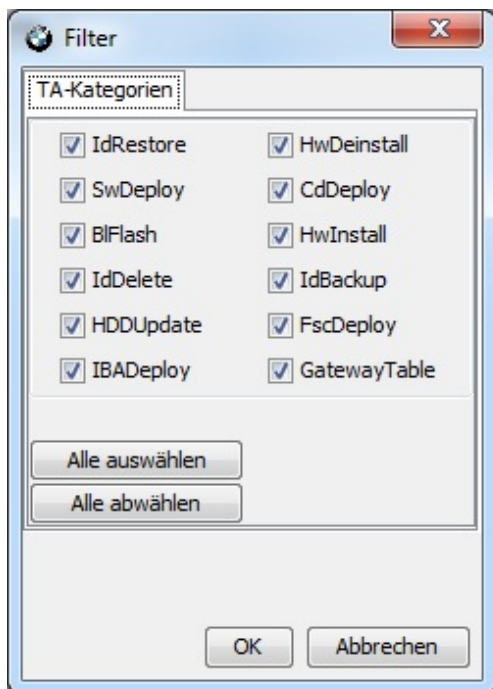 Filter
TA-Kategorien
IdRestore HwDeinstall
SwDeploy CdDeploy
BlFlash HwInstall
IdDelete IdBackup
HDDUpdate FscDeploy
IBADeploy GatewayTable
Alle auswählen
Alle abwählen
OK Abbrechen